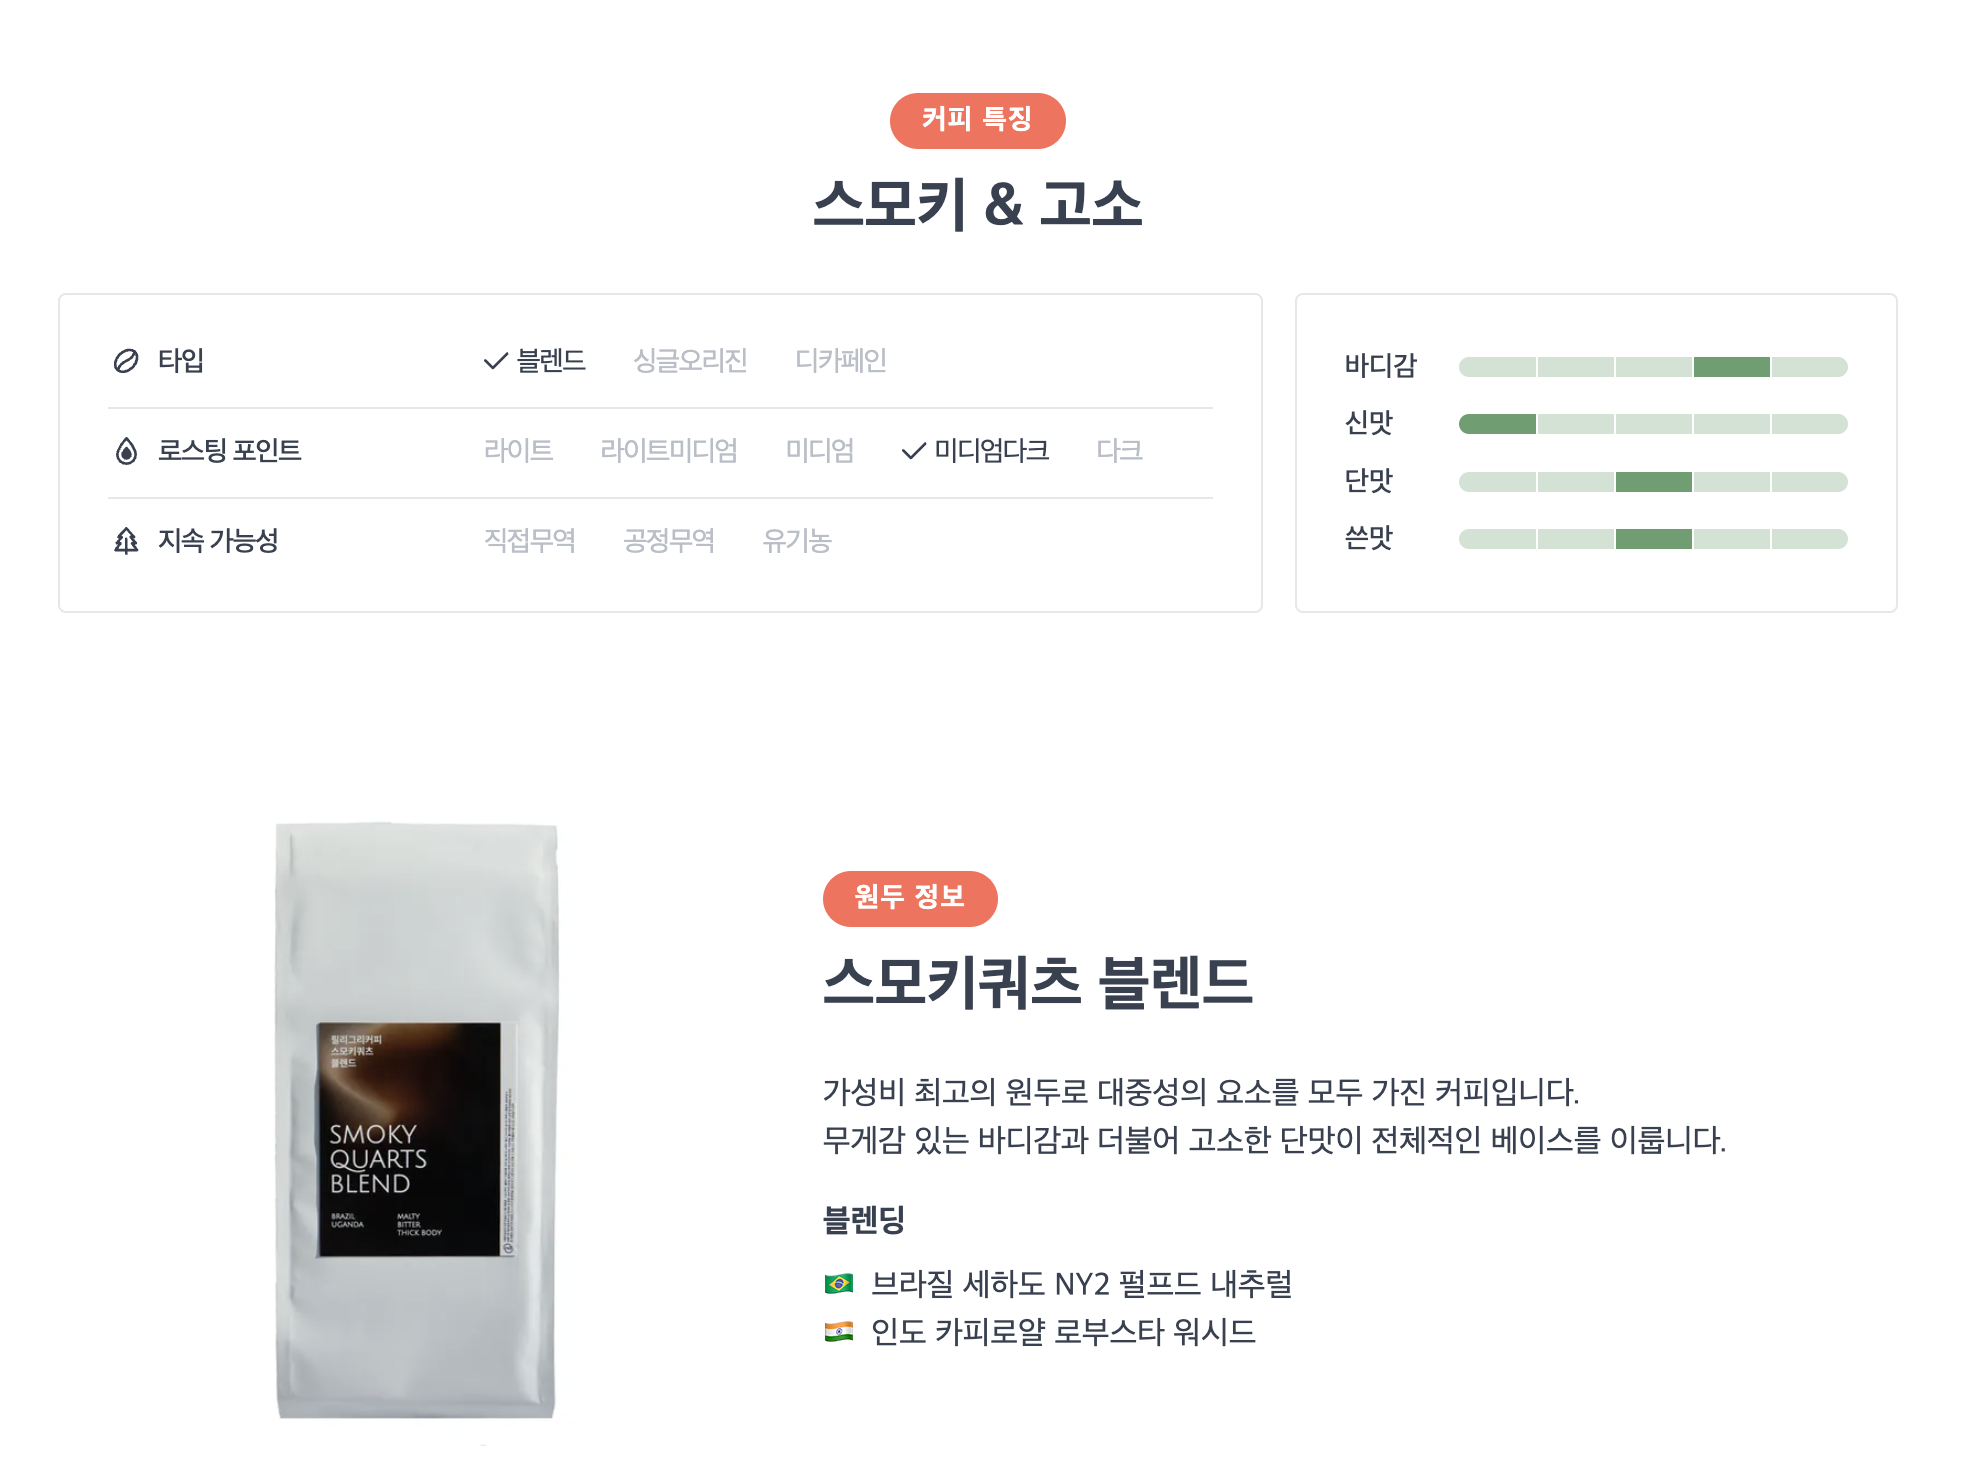 커피 특징
스모키 & 고소
타입 블렌드 싱글오리진 디카페인
로스팅 포인트 라이트 라이트미디엄 미디엄 미디엄다크 다크
지속 가능성 직접무역 공정무역 유기농
바디감
신맛
단맛
쓴맛
원두 정보
스모키쿼츠 블렌드
가성비 최고의 원두로 대중성의 요소를 모두 가진 커피입니다.
무게감 있는 바디감과 더불어 고소한 단맛이 전체적인 베이스를 이룹니다.
블렌딩
브라질 세하도 NY2 펄프드 내추럴
인도 카피로얄 로부스타 워시드
릴리그리커피
스모키쿼츠
블렌드
SMOKY
QUARTS
BLEND
BRAZIL
UGANDA
MALTY
BITTER
THICK BODY